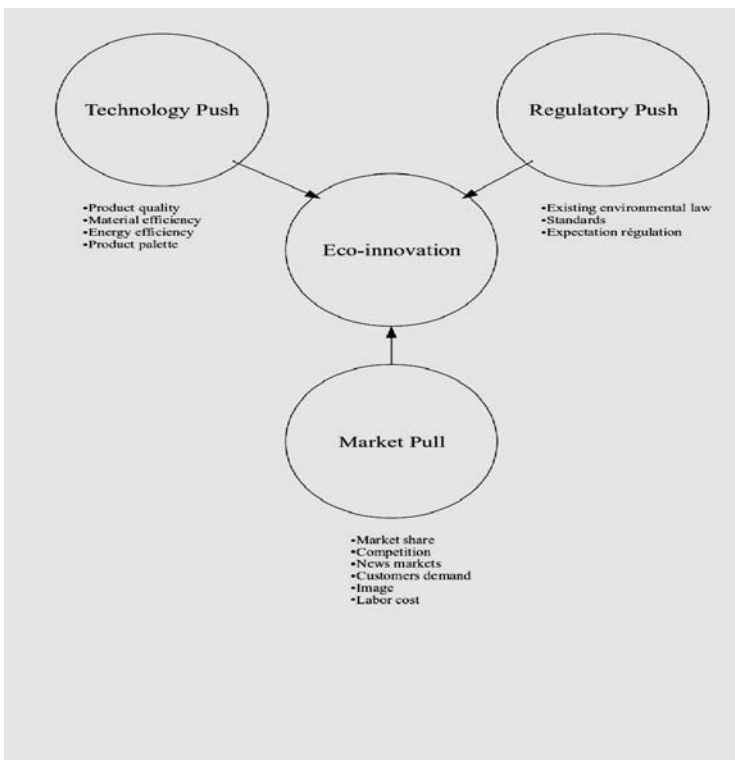 Technology Push
Regulatory Push
•Product quality
•Material efficiency
•Energy efficiency
•Product palette
•Existing environmental law
•Standards
•Expectation régulation
Eco-innovation
Market Pull
•Market share
•Competition
•News markets
•Customers demand
•Image
•Labor cost